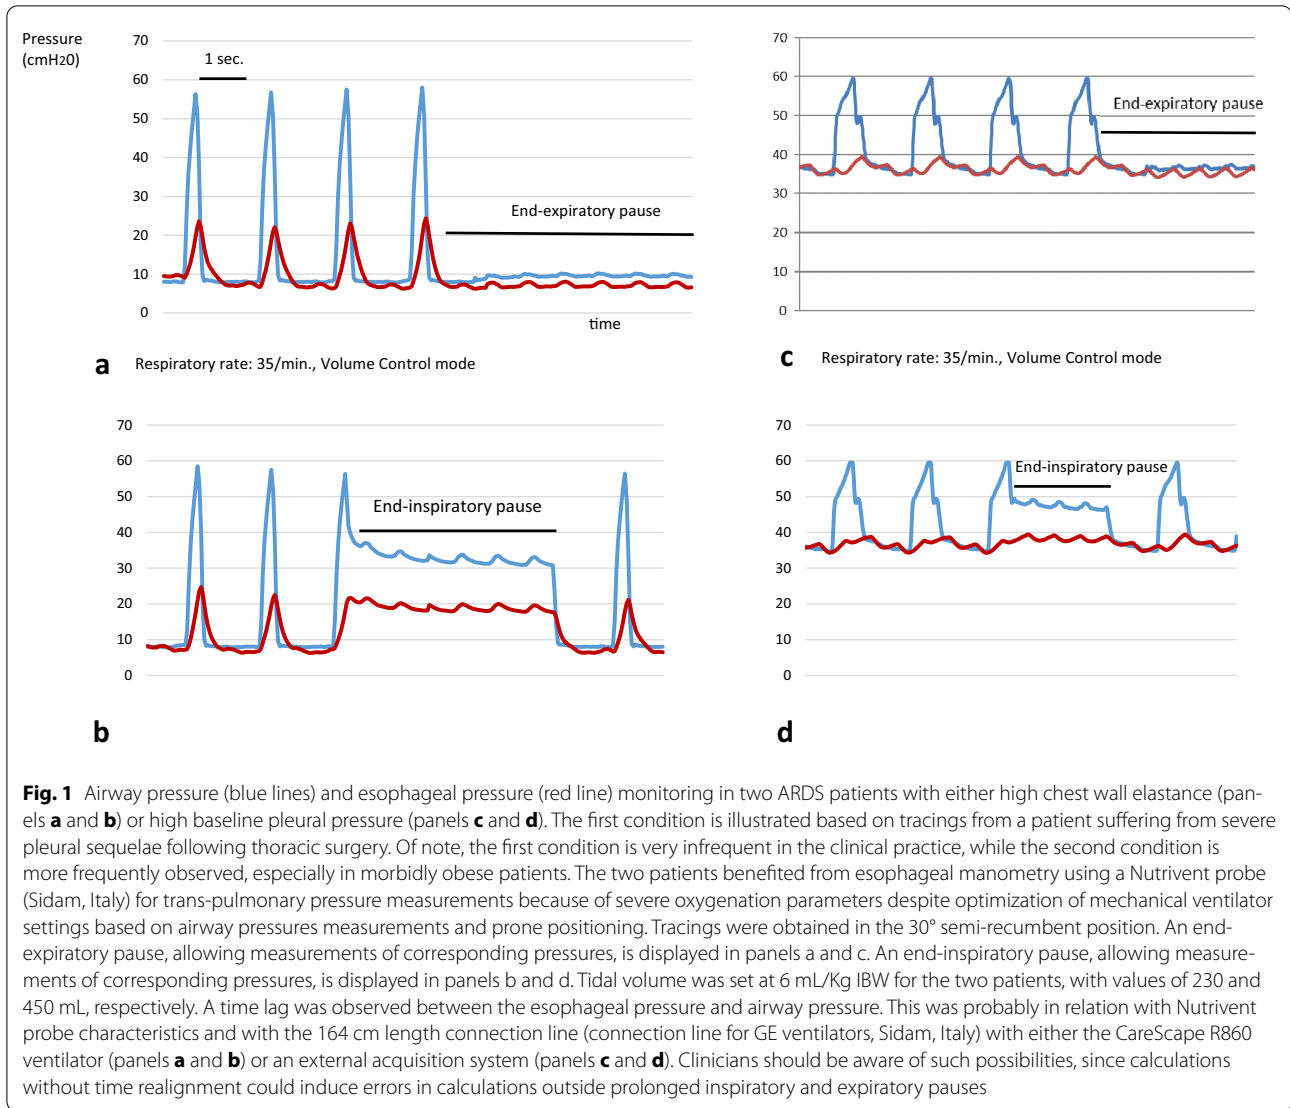 Pressure
(cmH20)
70
60
50
40
30
20
10
0
1 sec.
End-expiratory pause
time
a Respiratory rate: 35/min., Volume Control mode
70
60
50
40
30
20
10
0
End-expiratory pause
c Respiratory rate: 35/min., Volume Control mode
70
60
50
40
30
20
10
0
End-inspiratory pause
b
70
60
50
40
30
20
10
0
End-inspiratory pause
d
Fig. 1 Airway pressure (blue lines) and esophageal pressure (red line) monitoring in two ARDS patients with either high chest wall elastance (pan-
els a and b) or high baseline pleural pressure (panels c and d). The first condition is illustrated based on tracings from a patient suffering from severe
pleural sequelae following thoracic surgery. Of note, the first condition is very infrequent in the clinical practice, while the second condition is
more frequently observed, especially in morbidly obese patients. The two patients benefited from esophageal manometry using a Nutrivent probe
(Sidam, Italy) for trans-pulmonary pressure measurements because of severe oxygenation parameters despite optimization of mechanical ventilator
settings based on airway pressures measurements and prone positioning. Tracings were obtained in the 30° semi-recumbent position. An end-
expiratory pause, allowing measurements of corresponding pressures, is displayed in panels a and c. An end-inspiratory pause, allowing measure-
ments of corresponding pressures, is displayed in panels b and d. Tidal volume was set at 6 mL/Kg IBW for the two patients, with values of 230 and
450 mL, respectively. A time lag was observed between the esophageal pressure and airway pressure. This was probably in relation with Nutrivent
probe characteristics and with the 164 cm length connection line (connection line for GE ventilators, Sidam, Italy) with either the CareScape R860
ventilator (panels a and b) or an external acquisition system (panels c and d). Clinicians should be aware of such possibilities, since calculations
without time realignment could induce errors in calculations outside prolonged inspiratory and expiratory pauses